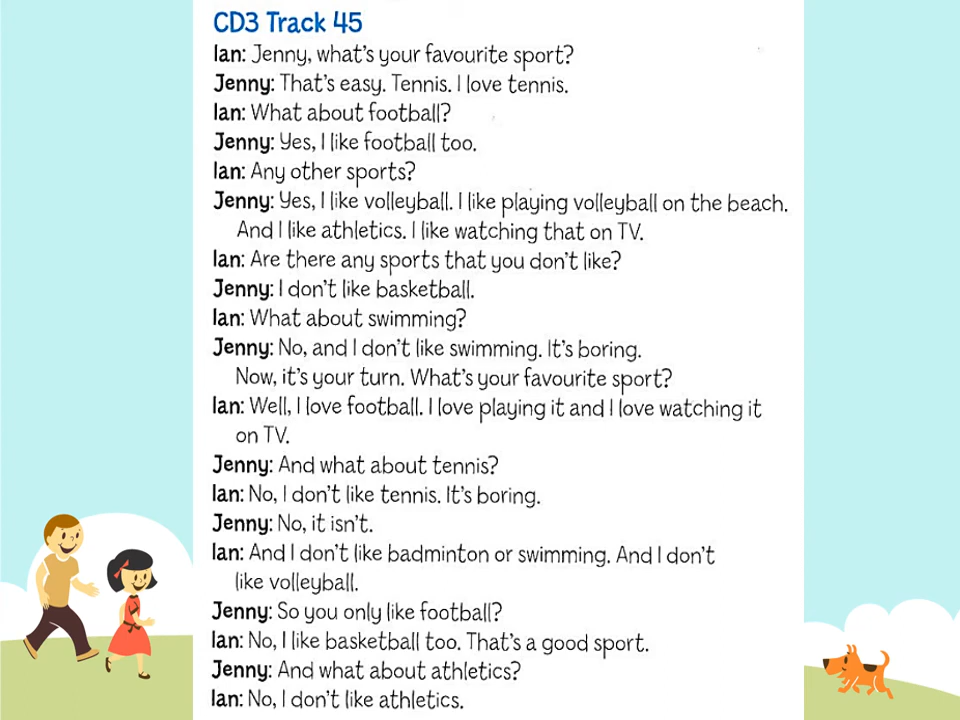 CD3 Track 45
Ian: Jenny, what's your favourite sport?
Jenny: That's easy. Tennis. I love tennis.
Ian: What about football?
Jenny: Yes, I like football too.
Ian: Any other sports?
Jenny: Yes, I like volleyball. I like playing volleyball on the beach.
And I like athletics. I like watching that on TV.
Ian: Are there any sports that you don't like?
Jenny: I don't like basketball.
Ian: What about swimming?
Jenny: No, and I don't like swimming. It's boring.
Now, it's your turn. What's your favourite sport?
Ian: Well, I love football. I love playing it and I love watching it
on TV.
Jenny: And what about tennis?
Ian: No, I don't like tennis. It's boring.
Jenny: No, it isn't.
Ian: And I don't like badminton or swimming. And I don't
like volleyball.
Jenny: So you only like football?
Ian: No, I like basketball too. That's a good sport.
Jenny: And what about athletics?
Ian: No, I don't like athletics.